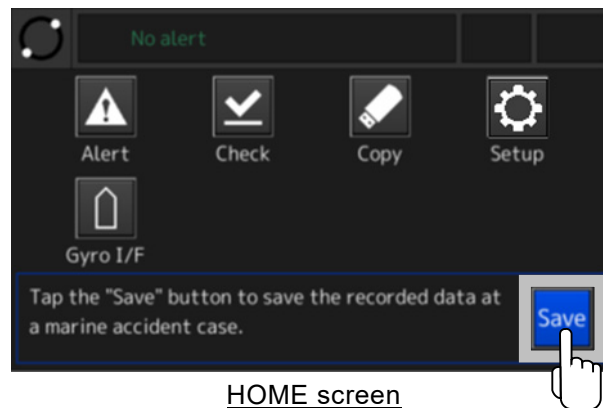 No alert
Alert Check Copy Setup
Gyro I/F
Tap the "Save" button to save the recorded data at
a marine accident case.
Save
HOME screen